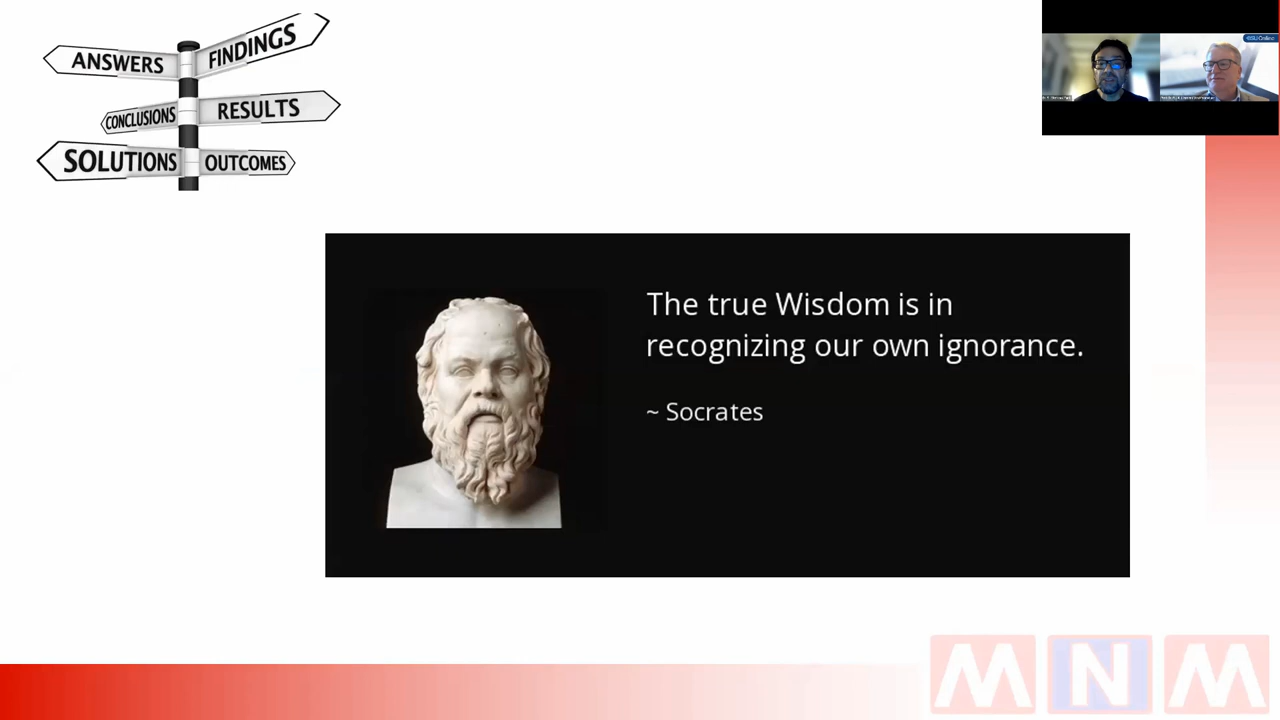 ANSWERS
FINDINGS
CONCLUSIONS
RESULTS
SOLUTIONS
OUTCOMES
The true Wisdom is in
recognizing our own ignorance.
~ Socrates
MNM